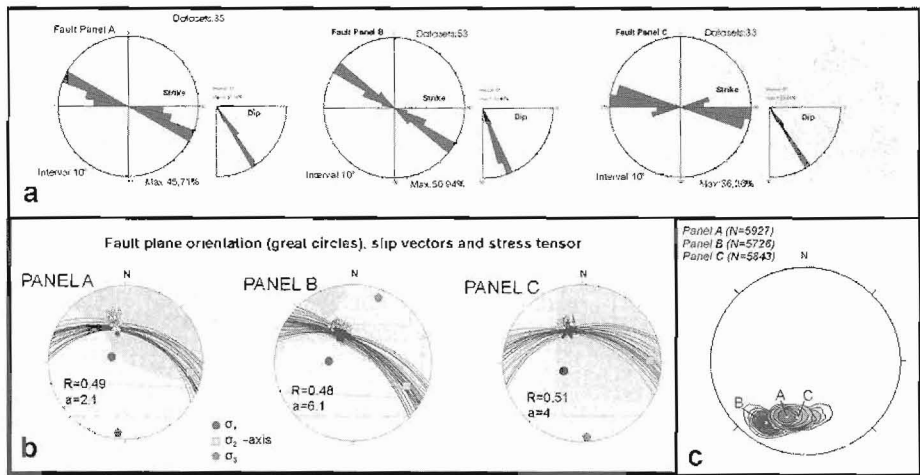 Datasets:35
Fault Panel A
Strike
Dip
Interval 10°
Max:45,71%
a
Fault Panel B
Datasets:53
Strike
Dip
Interval 10°
Max:50,94%
Fault Panel C
Datasets:33
Strike
Dip
Interval 10°
Max:36,36%
Fault plane orientation (great circles), slip vectors and stress tensor
PANEL A
N
R=0.49
a=2.1
b
PANEL B
N
R=0.48
a=6.1
PANEL C
N
R=0.51
a=4
σ₁
σ₂ -axis
σ₃
Panel A (N=5927)
Panel B (N=5726)
Panel C (N=5843)
N
B
A
C
c